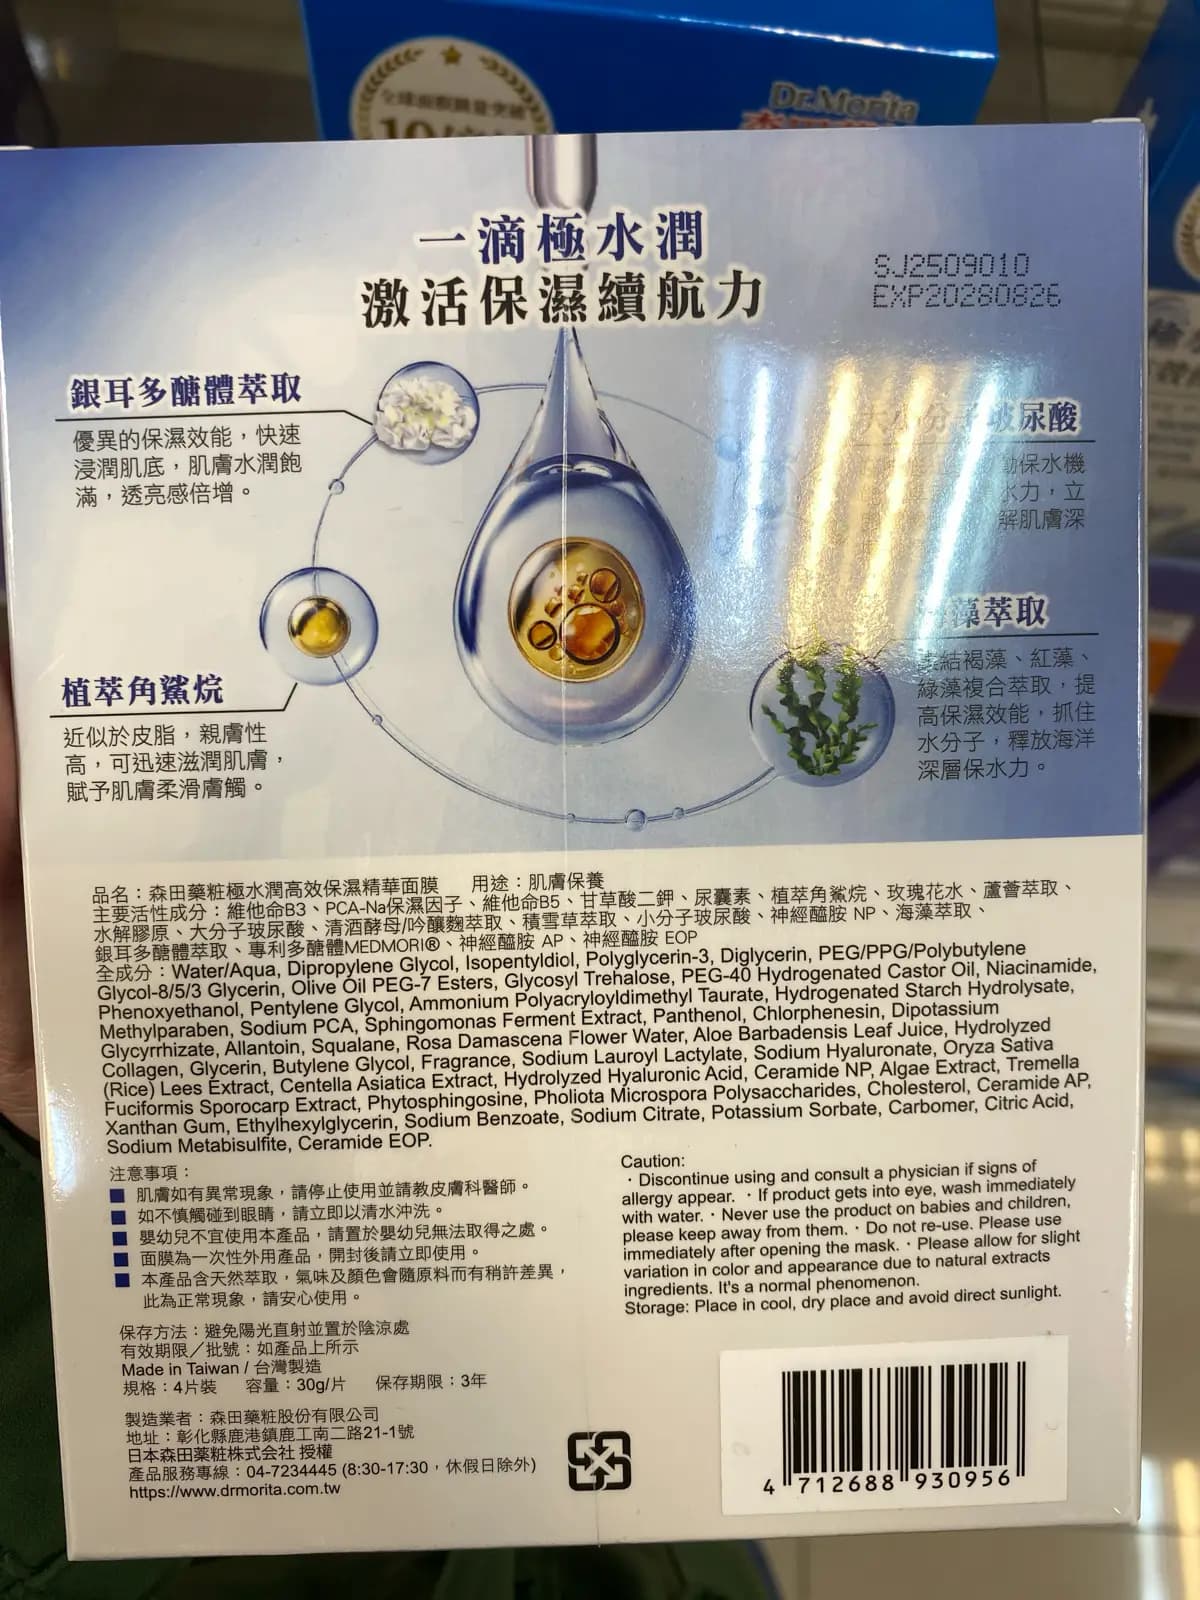 全球面膜銷量突破
Dr.Morita
一滴極水潤
激活保濕續航力
SJ2509010
EXP20280826
銀耳多醣體萃取
優異的保濕效能，快速
浸潤肌底，肌膚水潤飽
滿，透亮感倍增。
大小分子玻尿酸
動保水機
水力，立
解肌膚深
植萃角鯊烷
近似於皮脂，親膚性
高，可迅速滋潤肌膚，
賦予肌膚柔滑膚觸。
藻萃取
結褐藻、紅藻、
綠藻複合萃取，提
高保濕效能，抓住
水分子，釋放海洋
深層保水力。
品名：森田藥粧極水潤高效保濕精華面膜 用途：肌膚保養
主要活性成分：維他命B3、PCA-Na保濕因子、維他命B5、甘草酸二鉀、尿囊素、植萃角鯊烷、玫瑰花水、蘆薈萃取、
水解膠原、大分子玻尿酸、清酒酵母/吟釀麴萃取、積雪草萃取、小分子玻尿酸、神經醯胺 NP、海藻萃取、
銀耳多醣體萃取、專利多醣體MEDMORI®、神經醯胺 AP、神經醯胺 EOP
全成分：Water/Aqua, Dipropylene Glycol, Isopentyldiol, Polyglycerin-3, Diglycerin, PEG/PPG/Polybutylene
Glycol-8/5/3 Glycerin, Olive Oil PEG-7 Esters, Glycosyl Trehalose, PEG-40 Hydrogenated Castor Oil, Niacinamide,
Phenoxyethanol, Pentylene Glycol, Ammonium Polyacryloyldimethyl Taurate, Hydrogenated Starch Hydrolysate,
Methylparaben, Sodium PCA, Sphingomonas Ferment Extract, Panthenol, Chlorphenesin, Dipotassium
Glycyrrhizate, Allantoin, Squalane, Rosa Damascena Flower Water, Aloe Barbadensis Leaf Juice, Hydrolyzed
Collagen, Glycerin, Butylene Glycol, Fragrance, Sodium Lauroyl Lactylate, Sodium Hyaluronate, Oryza Sativa
(Rice) Lees Extract, Centella Asiatica Extract, Hydrolyzed Hyaluronic Acid, Ceramide NP, Algae Extract, Tremella
Fuciformis Sporocarp Extract, Phytosphingosine, Pholiota Microspora Polysaccharides, Cholesterol, Ceramide AP,
Xanthan Gum, Ethylhexylglycerin, Sodium Benzoate, Sodium Citrate, Potassium Sorbate, Carbomer, Citric Acid,
Sodium Metabisulfite, Ceramide EOP.
注意事項：
■ 肌膚如有異常現象，請停止使用並請教皮膚科醫師。
■ 如不慎觸碰到眼睛，請立即以清水沖洗。
■ 嬰幼兒不宜使用本產品，請置於嬰幼兒無法取得之處。
■ 面膜為一次性外用產品，開封後請立即使用。
■ 本產品含天然萃取，氣味及顏色會隨原料而有稍許差異，
此為正常現象，請安心使用。
Caution:
・Discontinue using and consult a physician if signs of
allergy appear. ・If product gets into eye, wash immediately
with water. ・Never use the product on babies and children,
please keep away from them. ・Do not re-use. Please use
immediately after opening the mask. ・Please allow for slight
variation in color and appearance due to natural extracts
ingredients. It's a normal phenomenon.
Storage: Place in cool, dry place and avoid direct sunlight.
保存方法：避免陽光直射並置於陰涼處
有效期限／批號：如產品上所示
Made in Taiwan / 台灣製造
規格：4片裝 容量：30g/片 保存期限：3年
製造業者：森田藥粧股份有限公司
地址：彰化縣鹿港鎮鹿工南二路21-1號
日本森田薬粧株式会社 授權
產品服務專線：04-7234445 (8:30-17:30，休假日除外)
https://www.drmorita.com.tw
4 712688 930956